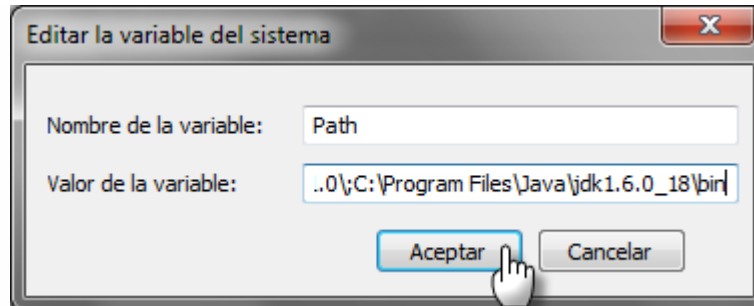 Editar la variable del sistema
Nombre de la variable: Path
Valor de la variable: ..0\;C:\Program Files\Java\jdk1.6.0_18\bin
Aceptar Cancelar